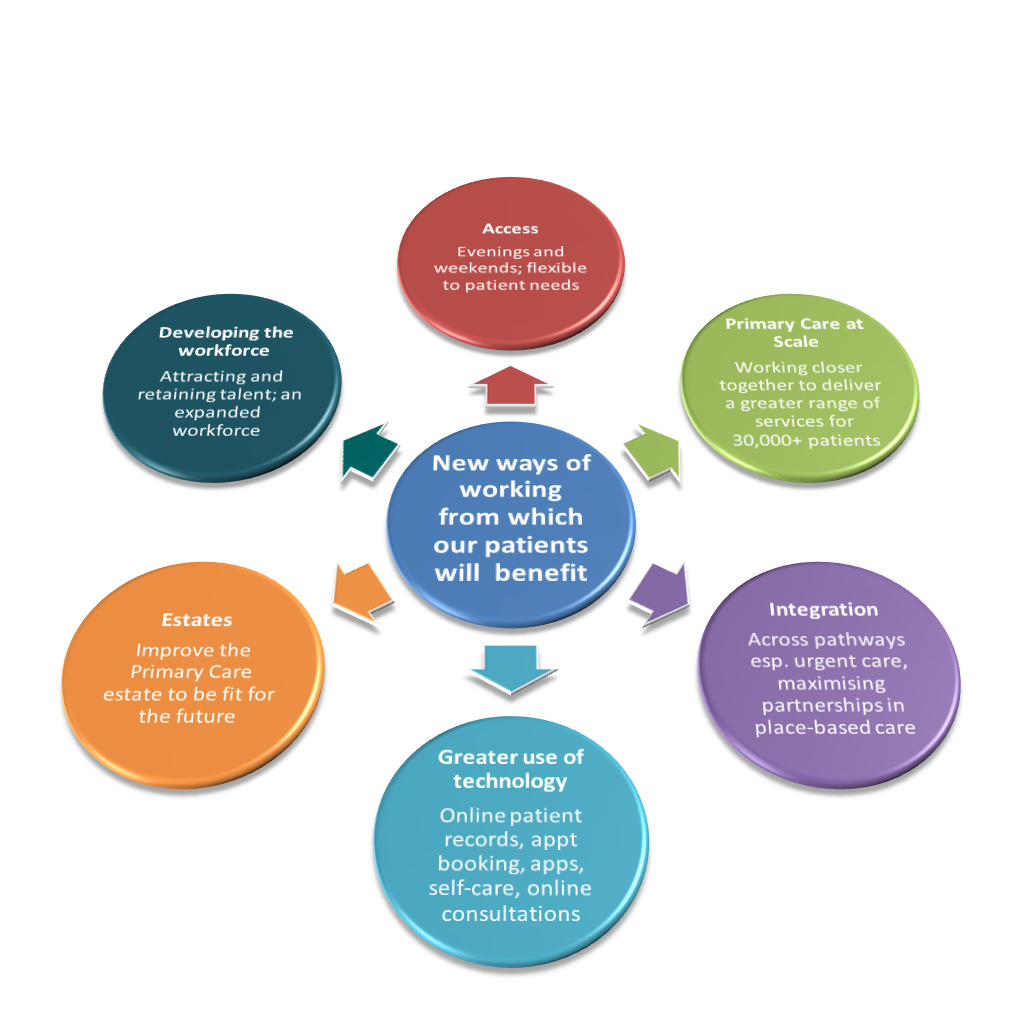 Access
Evenings and
weekends; flexible
to patient needs
Primary Care at
Scale
Working closer
together to deliver
a greater range of
services for
30,000+ patients
Integration
Across pathways
esp. urgent care,
maximising
partnerships in
place-based care
Greater use of
technology
Online patient
records, appt
booking, apps,
self-care, online
consultations
Estates
Improve the
Primary Care
estate to be fit for
the future
Developing the
workforce
Attracting and
retaining talent; an
expanded
workforce
New ways of
working
from which
our patients
will benefit